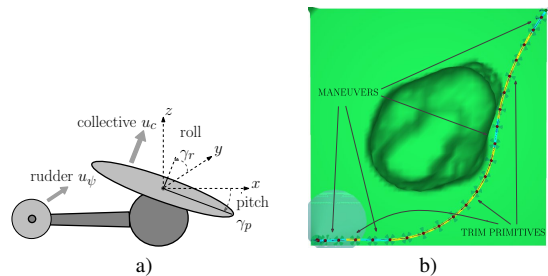 z
collective u_c
roll
γ_r
y
rudder u_ψ
x
pitch
γ_p
a)
MANEUVERS
TRIM PRIMITIVES
b)